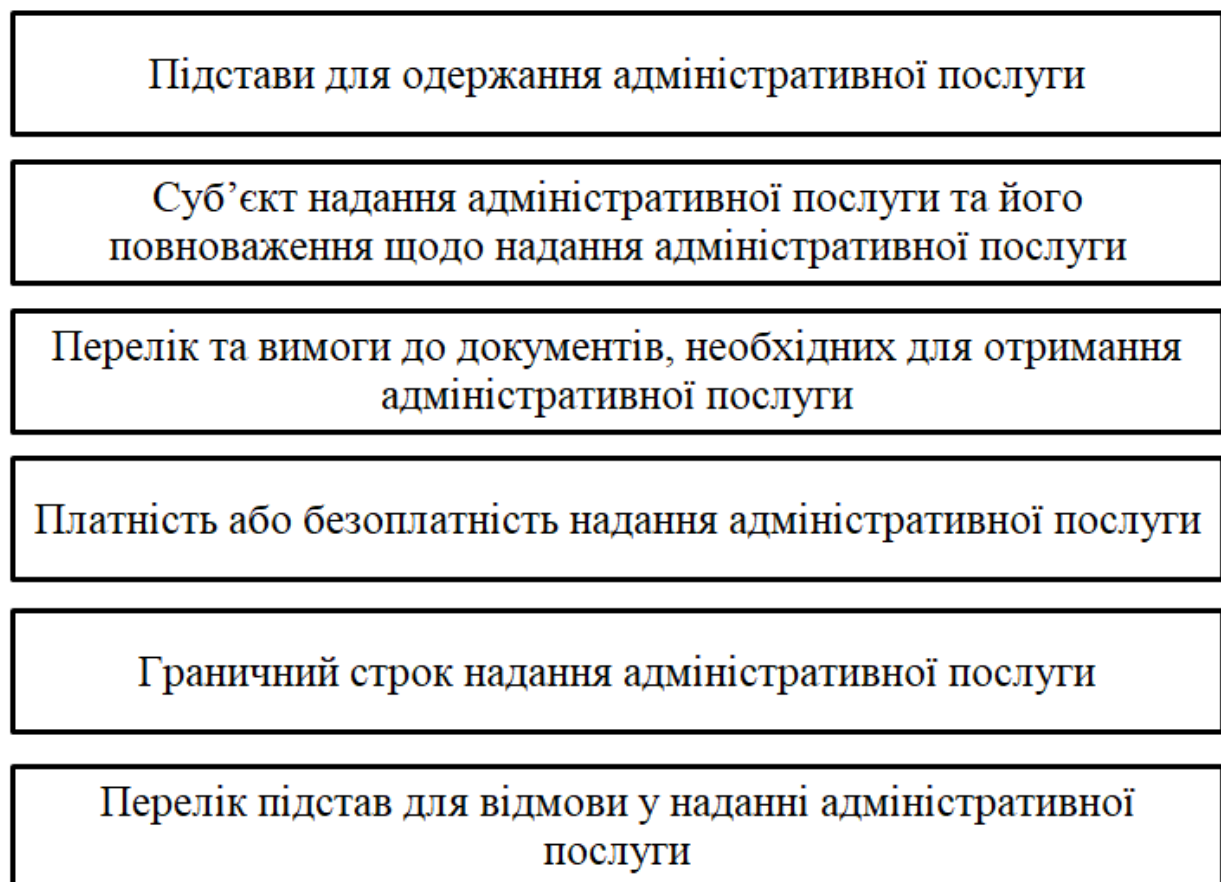 Підстави для одержання адміністративної послуги
Суб’єкт надання адміністративної послуги та його
повноваження щодо надання адміністративної послуги
Перелік та вимоги до документів, необхідних для отримання
адміністративної послуги
Платність або безоплатність надання адміністративної послуги
Граничний строк надання адміністративної послуги
Перелік підстав для відмови у наданні адміністративної
послуги